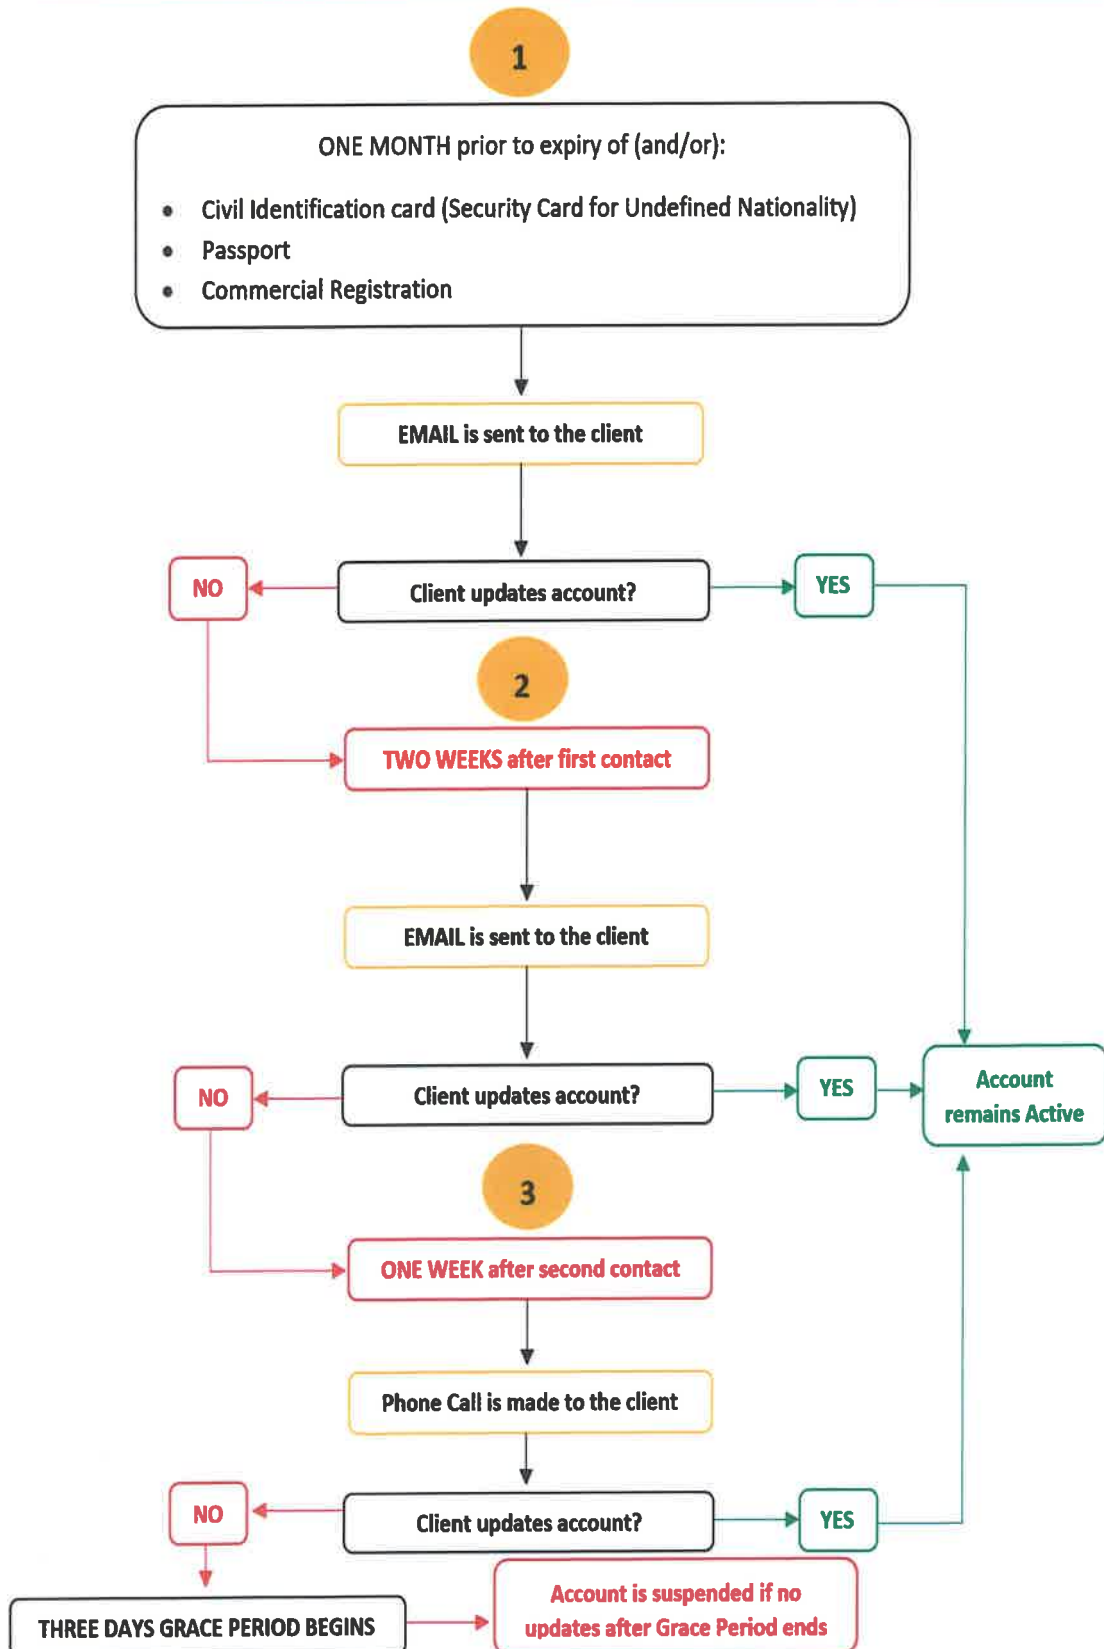 1
ONE MONTH prior to expiry of (and/or):
• Civil Identification card (Security Card for Undefined Nationality)
• Passport
• Commercial Registration
EMAIL is sent to the client
NO
Client updates account?
YES
2
TWO WEEKS after first contact
EMAIL is sent to the client
NO
Client updates account?
YES
Account
remains Active
3
ONE WEEK after second contact
Phone Call is made to the client
NO
Client updates account?
YES
THREE DAYS GRACE PERIOD BEGINS
Account is suspended if no
updates after Grace Period ends